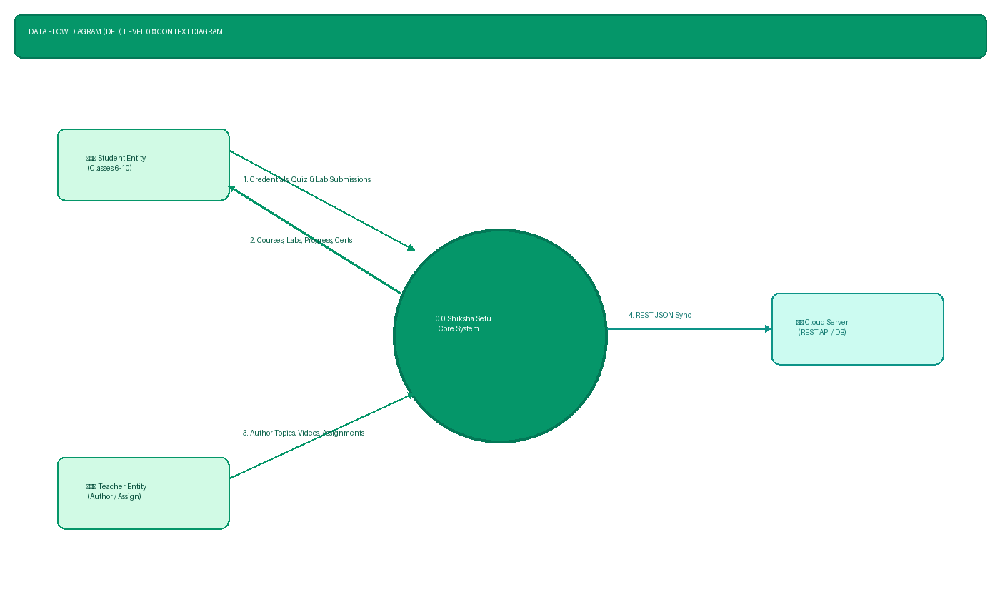 DATA FLOW DIAGRAM (DFD) LEVEL 0 CONTEXT DIAGRAM
Student Entity
(Classes 6-10)
1. Credentials, Quiz & Lab Submissions
2. Courses, Labs, Progress, Certs
0.0 Shiksha Setu
Core System
4. REST JSON Sync
Cloud Server
(REST API / DB)
3. Author Topics, Videos, Assignments
Teacher Entity
(Author / Assign)